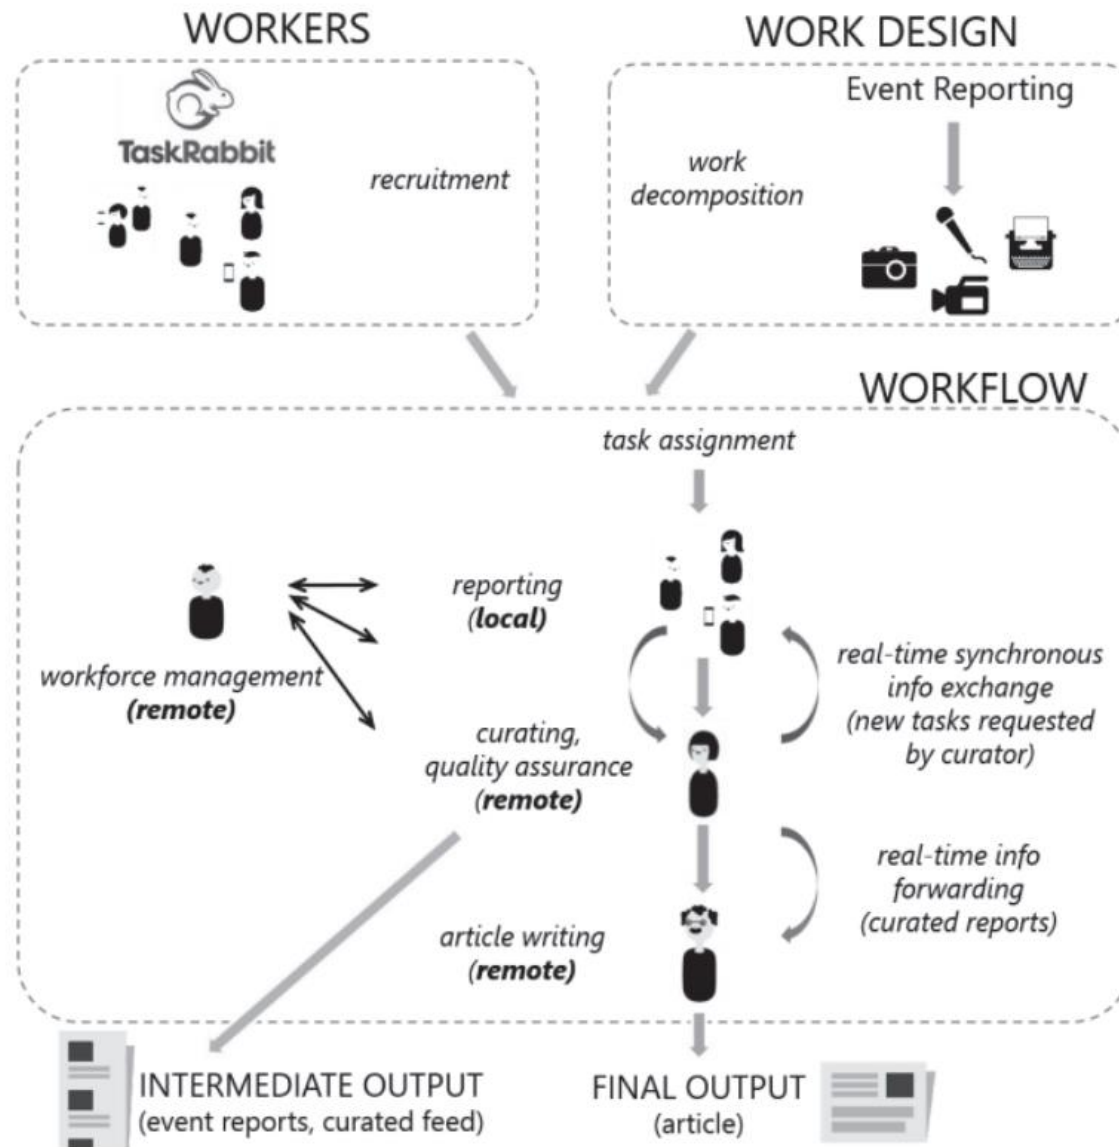 WORKERS
WORK DESIGN
TaskRabbit
recruitment
Event Reporting
work
decomposition
WORKFLOW
task assignment
reporting
(local)
workforce management
(remote)
real-time synchronous
info exchange
(new tasks requested
by curator)
curating,
quality assurance
(remote)
real-time info
forwarding
(curated reports)
article writing
(remote)
INTERMEDIATE OUTPUT
(event reports, curated feed)
FINAL OUTPUT
(article)